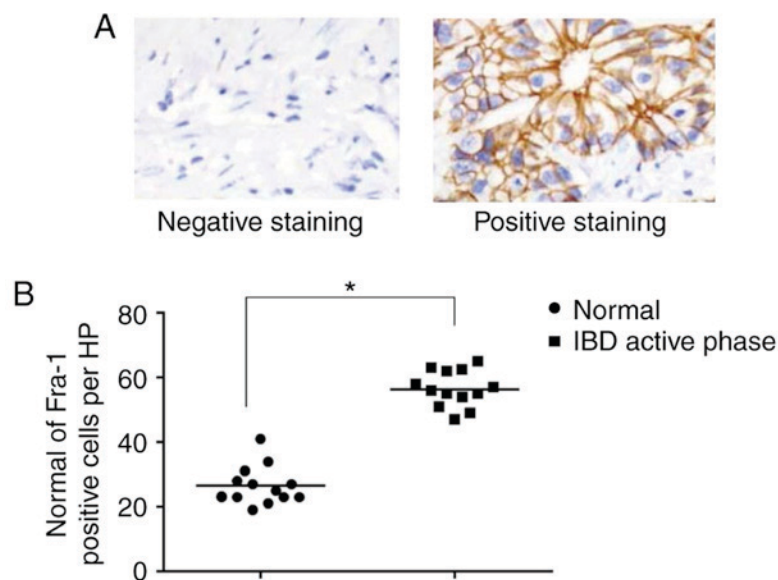 A
Negative staining
Positive staining
B
Normal of Fra-1
positive cells per HP
80
60
40
20
0
*
Normal
IBD active phase